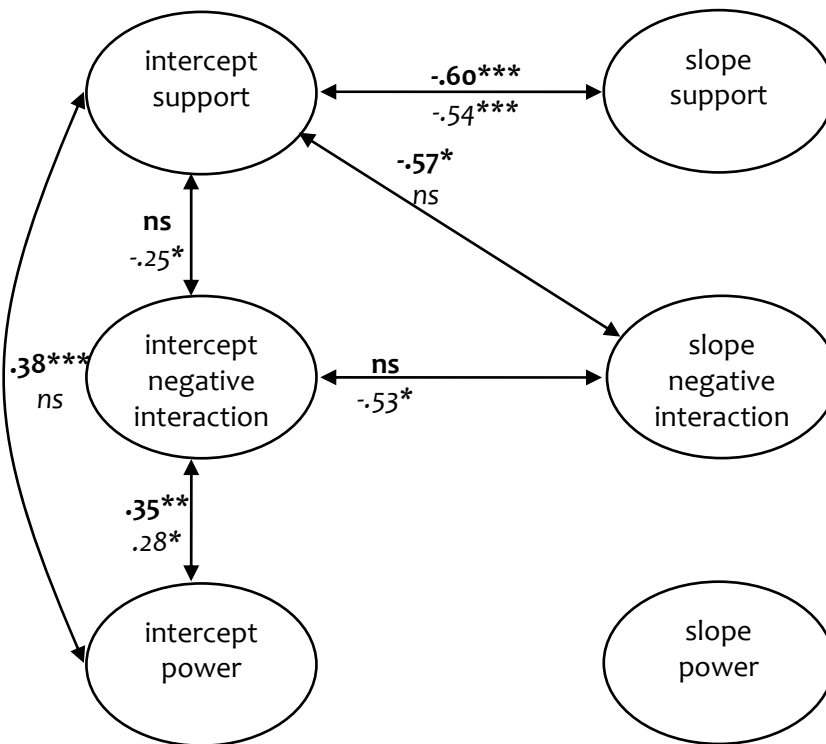 intercept
support
-.60***
-.54***
slope
support
-.57*
ns
ns
-.25*
.38***
ns
intercept
negative
interaction
ns
-.53*
slope
negative
interaction
.35**
.28*
intercept
power
slope
power